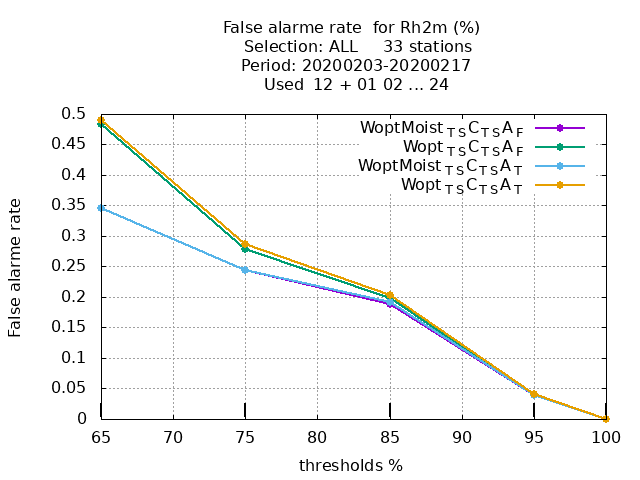 False alarme rate  for Rh2m (%)
Selection: ALL     33 stations
Period: 20200203-20200217
Used  12 + 01 02 ... 24
WoptMoist TS C TS A F
Wopt TS C TS A F
WoptMoist TS C TS A T
Wopt TS C TS A T
0.5
0.45
0.4
0.35
0.3
0.25
0.2
0.15
0.1
0.05
0
False alarme rate
65 70 75 80 85 90 95 100
thresholds %